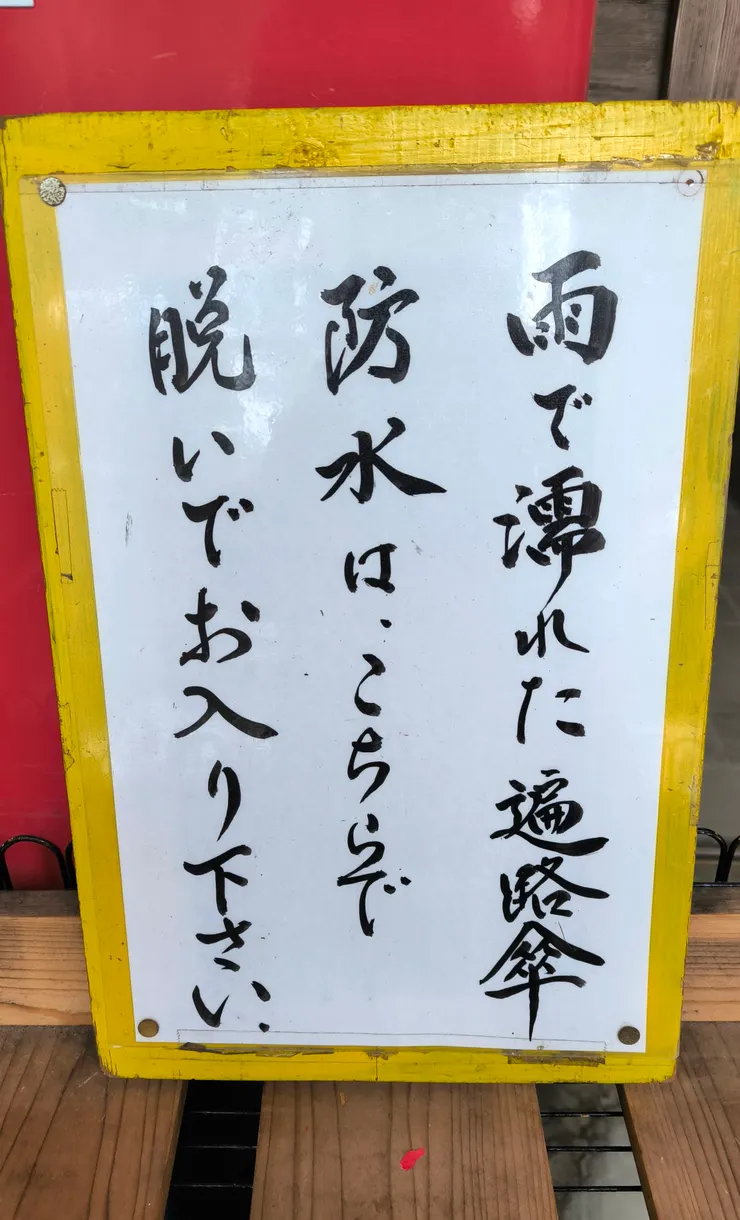 雨で濡れた遍路傘
防水は、こちらで
脱いでお入り下さい、